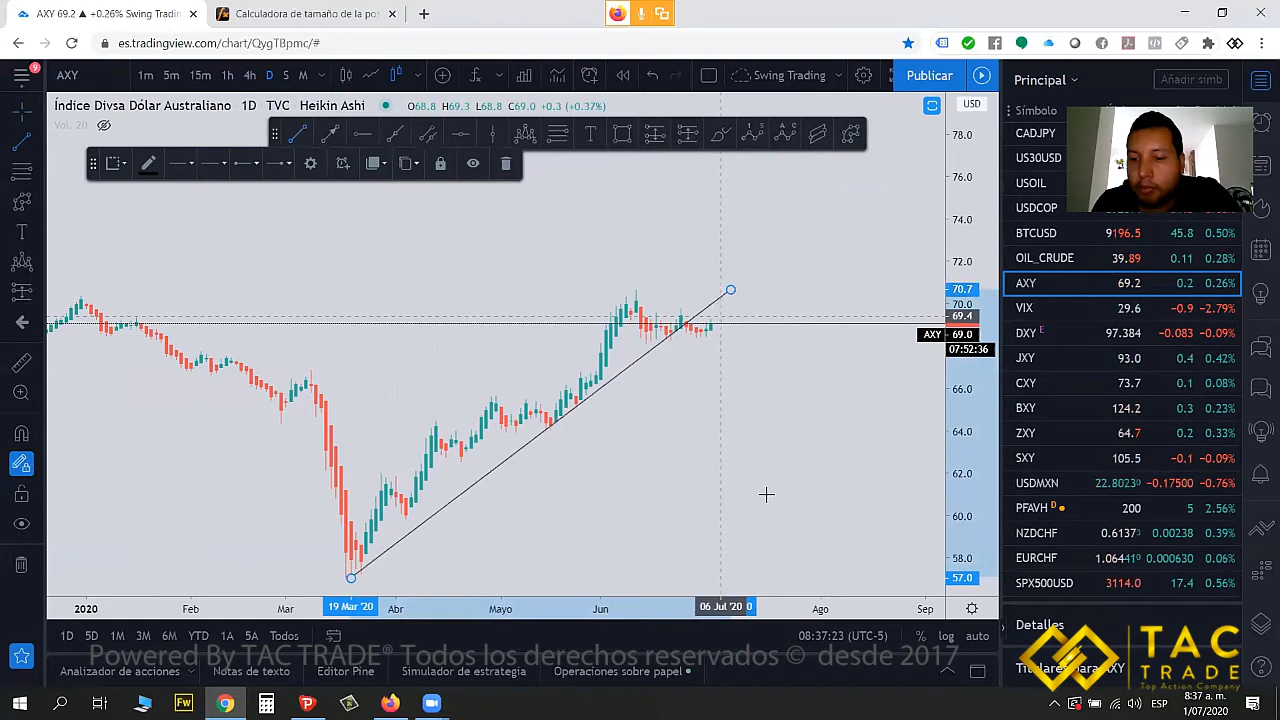 AXY 69.2 ▲ +0.26% Swing Tradin
Calculadora de tamaño de la po
es.tradingview.com/chart/QygTBpmc/#
9
AXY
1m 5m 15m 1h 4h D S M
Swing Trading
Publicar
Principal
Añadir símb
Índice Divsa Dólar Australiano 1D TVC Heikin Ashi
O68.8 H69.3 L68.8 C69.0 +0.3 (+0.37%)
Vol. 20
USD
Símbolo
CADJPY
US30USD
USOIL
USDCOP
BTCUSD 9196.5 45.8 0.50%
OIL_CRUDE 39.89 0.11 0.28%
AXY 69.2 0.2 0.26%
VIX 29.6 −0.9 −2.79%
DXY E 97.384 −0.083 −0.09%
JXY 93.0 0.4 0.42%
CXY 73.7 0.1 0.08%
BXY 124.2 0.3 0.23%
ZXY 64.7 0.2 0.33%
SXY 105.5 −0.1 −0.09%
USDMXN 22.80230 −0.17500 −0.76%
PFAVH D 200 5 2.56%
NZDCHF 0.61373 0.00238 0.39%
EURCHF 1.064410 0.000630 0.06%
SPX500USD 3114.0 17.4 0.56%
78.0
76.0
74.0
72.0
70.7
70.0
69.4
AXY 69.0
07:52:36
66.0
64.0
62.0
60.0
58.0
57.0
2020 Feb Mar 19 Mar '20 Abr Mayo Jun 06 Jul '20 0 Ago Sep
1D 5D 1M 3M 6M YTD 1A 5A Todos
08:37:23 (UTC-5)
% log auto
Detalles
Powered By TAC TRADE® Todos los derechos reservados © desde 2017
Analizador de acciones Notas de texto Editor Pine Simulador de estrategia Operaciones sobre papel
para AXY
TAC
TRADE
Top Action Company
Fw
ESP
8:37 a. m.
1/07/2020